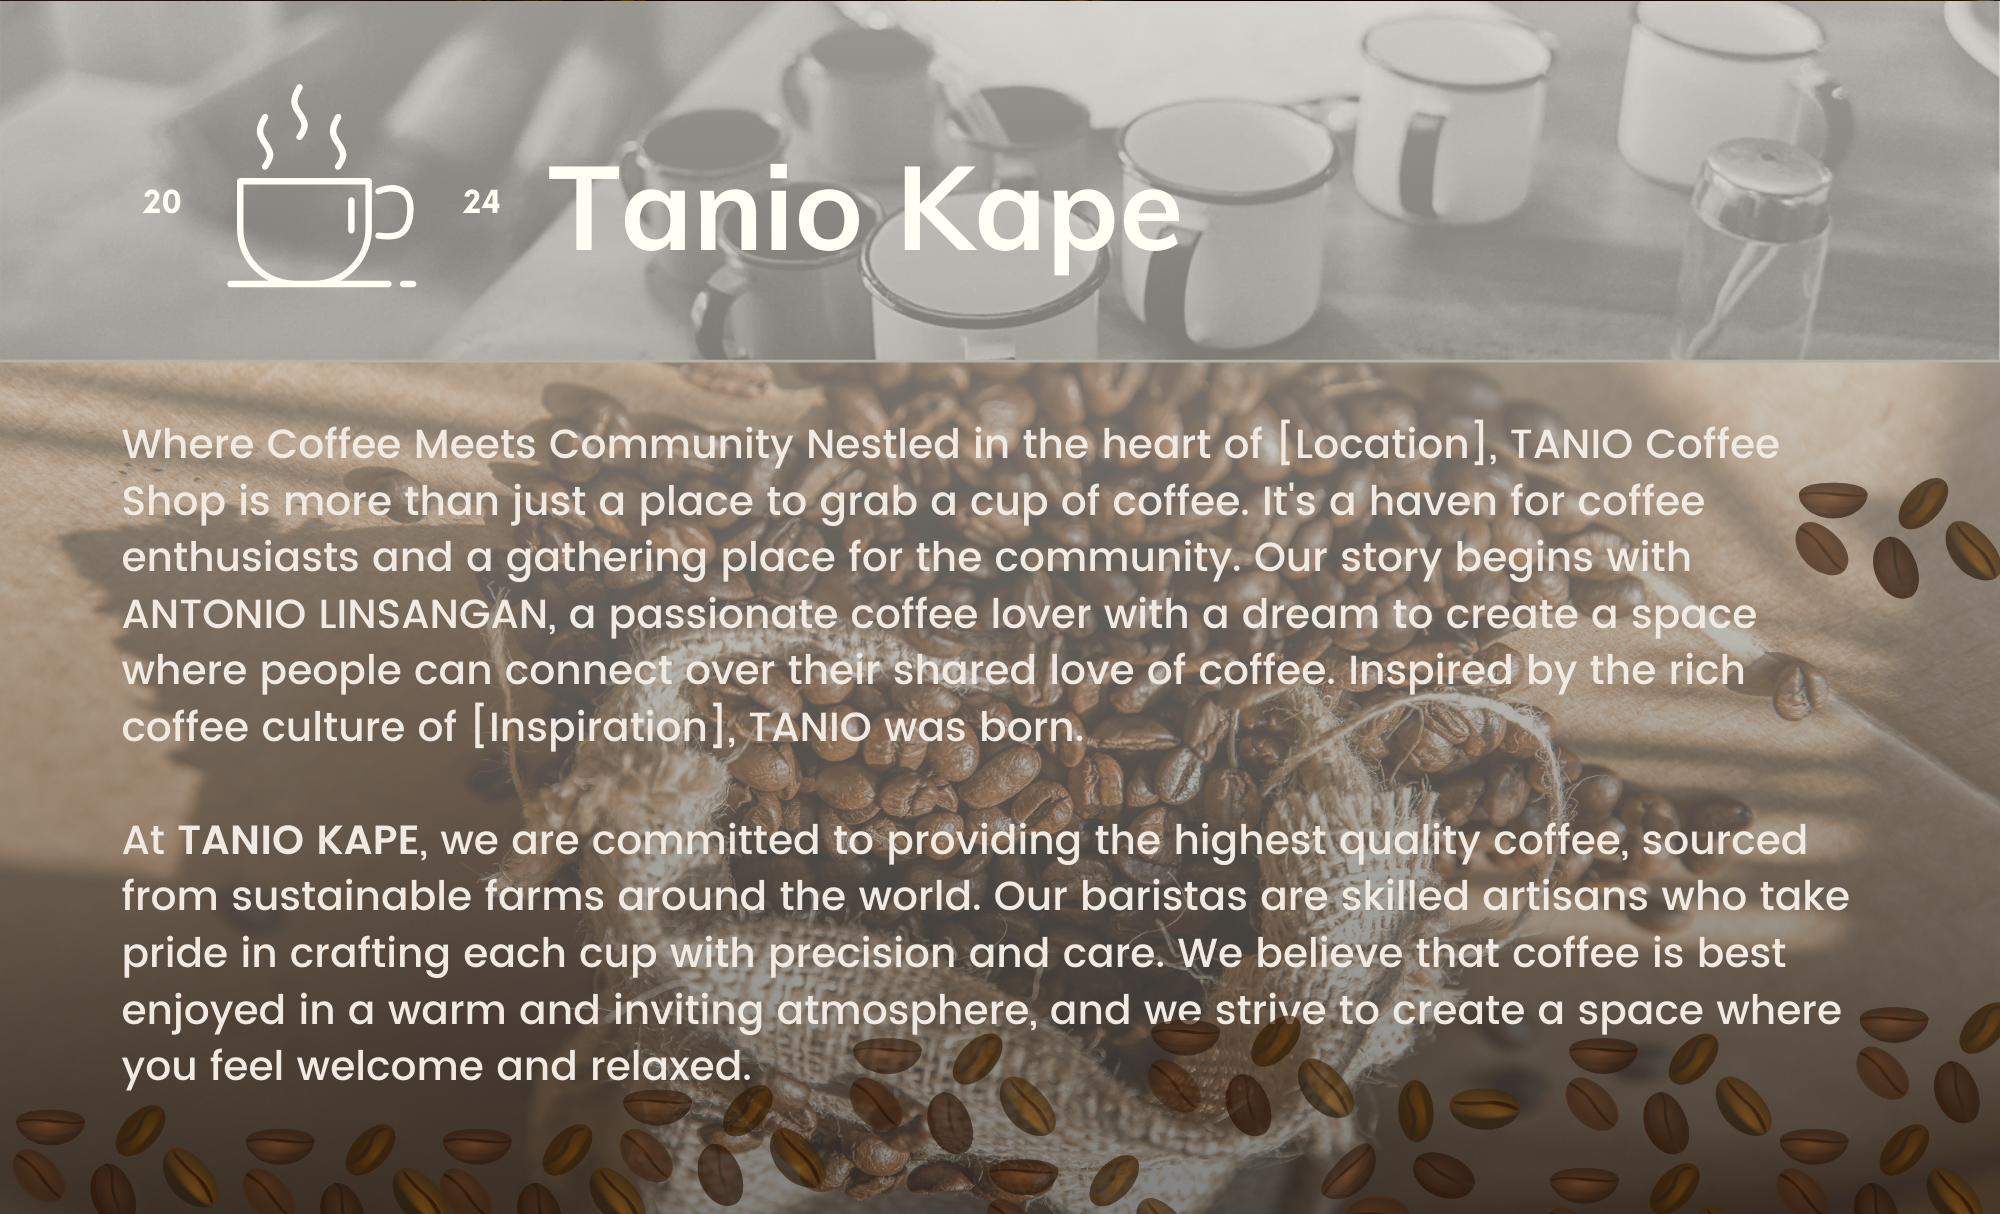 20 24 Tanio Kape
Where Coffee Meets Community Nestled in the heart of [Location], TANIO Coffee
Shop is more than just a place to grab a cup of coffee. It's a haven for coffee
enthusiasts and a gathering place for the community. Our story begins with
ANTONIO LINSANGAN, a passionate coffee lover with a dream to create a space
where people can connect over their shared love of coffee. Inspired by the rich
coffee culture of [Inspiration], TANIO was born.
At TANIO KAPE, we are committed to providing the highest quality coffee, sourced
from sustainable farms around the world. Our baristas are skilled artisans who take
pride in crafting each cup with precision and care. We believe that coffee is best
enjoyed in a warm and inviting atmosphere, and we strive to create a space where
you feel welcome and relaxed.